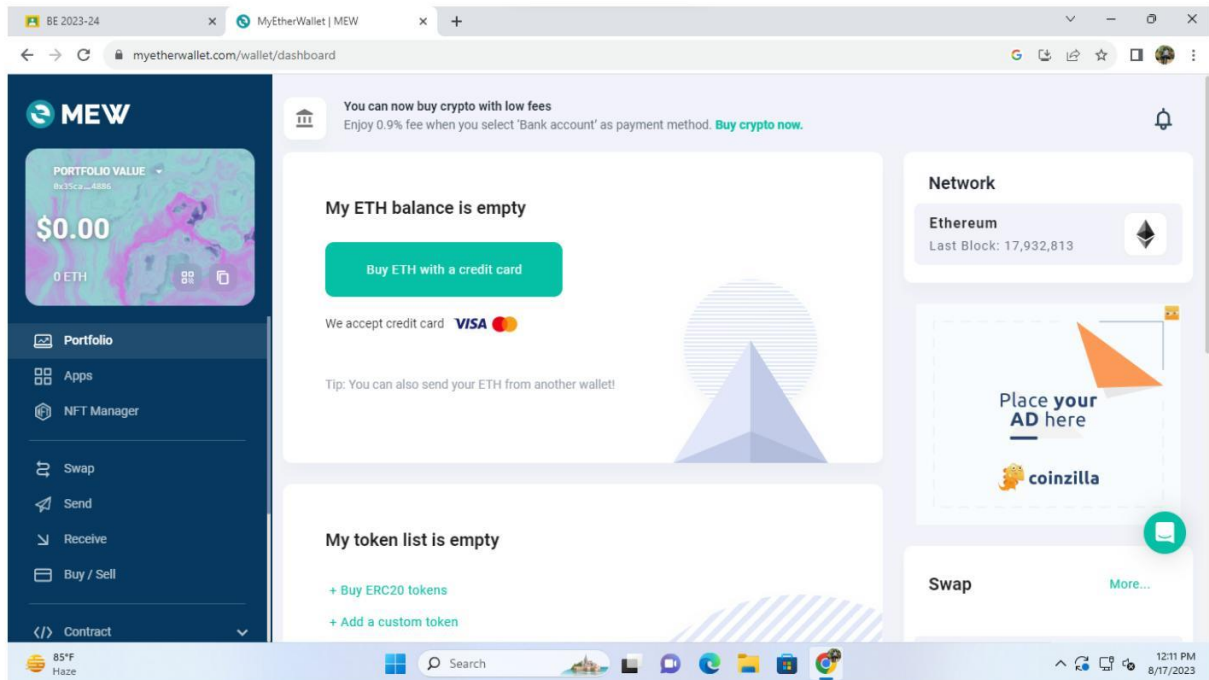 BE 2023-24
MyEtherWallet | MEW
myetherwallet.com/wallet/dashboard
MEW
PORTFOLIO VALUE
0x35ca...4886
$0.00
0 ETH
Portfolio
Apps
NFT Manager
Swap
Send
Receive
Buy / Sell
Contract
You can now buy crypto with low fees
Enjoy 0.9% fee when you select 'Bank account' as payment method. Buy crypto now.
My ETH balance is empty
Buy ETH with a credit card
We accept credit card VISA
Tip: You can also send your ETH from another wallet!
My token list is empty
+ Buy ERC20 tokens
+ Add a custom token
Network
Ethereum
Last Block: 17,932,813
Place your
AD here
coinzilla
Swap More...
85°F
Haze
Search
12:11 PM
8/17/2023